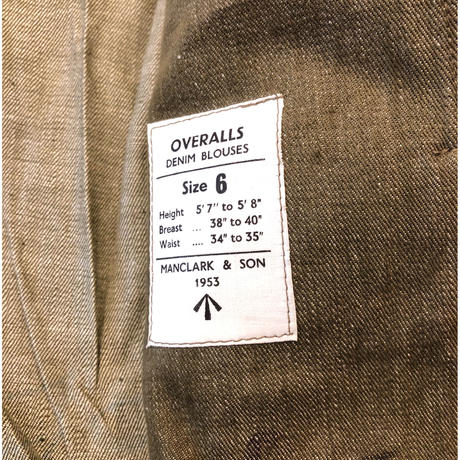 OVERALLS
DENIM BLOUSES
Size 6
Height 5' 7" to 5' 8"
Breast ... 38" to 40"
Waist .... 34" to 35"
MANCLARK & SON
1953